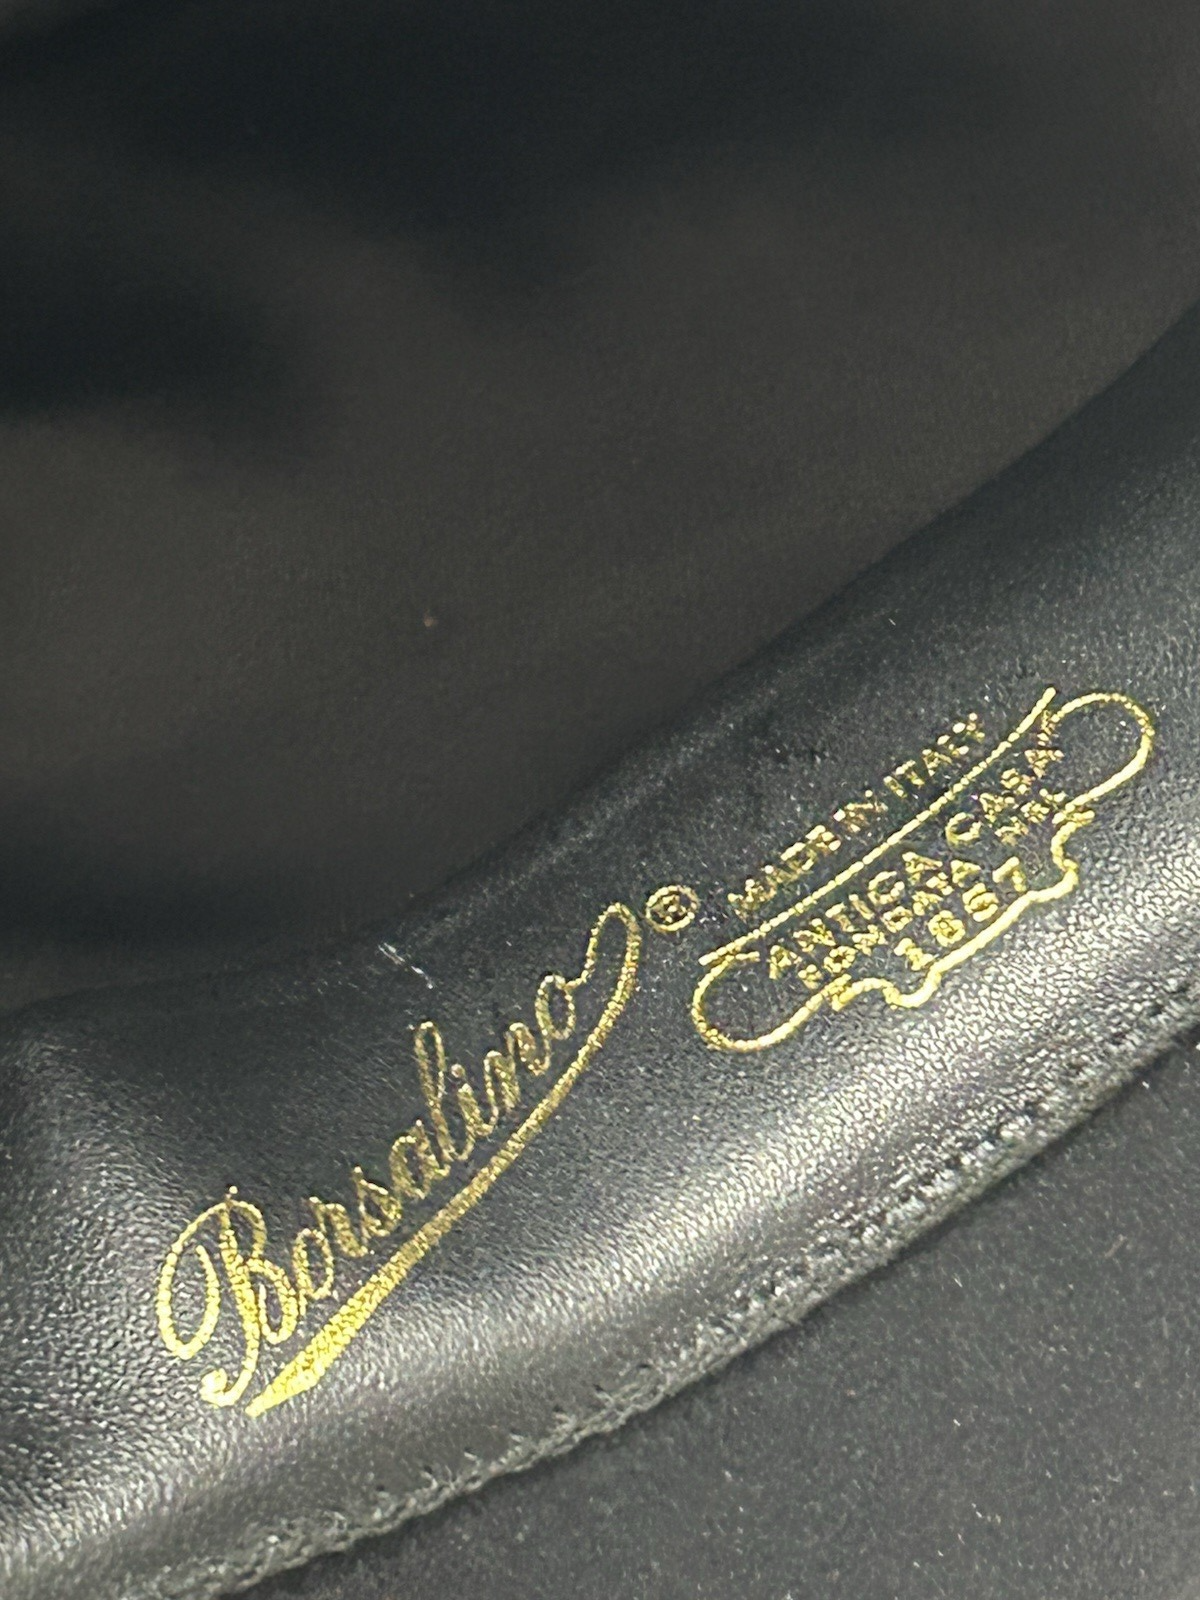 Borsalino ®
MADE IN ITALY
ANTICA CASA
FONDATA NEL
1857